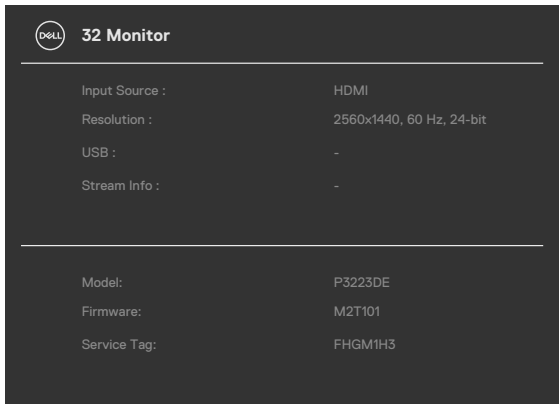 DELL 32 Monitor
Input Source : HDMI
Resolution : 2560x1440, 60 Hz, 24-bit
USB : -
Stream Info : -
Model: P3223DE
Firmware: M2T101
Service Tag: FHGM1H3